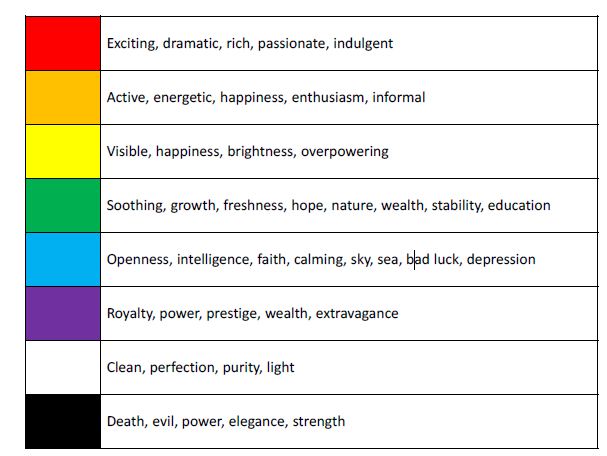 Exciting, dramatic, rich, passionate, indulgent
Active, energetic, happiness, enthusiasm, informal
Visible, happiness, brightness, overpowering
Soothing, growth, freshness, hope, nature, wealth, stability, education
Openness, intelligence, faith, calming, sky, sea, bad luck, depression
Royalty, power, prestige, wealth, extravagance
Clean, perfection, purity, light
Death, evil, power, elegance, strength